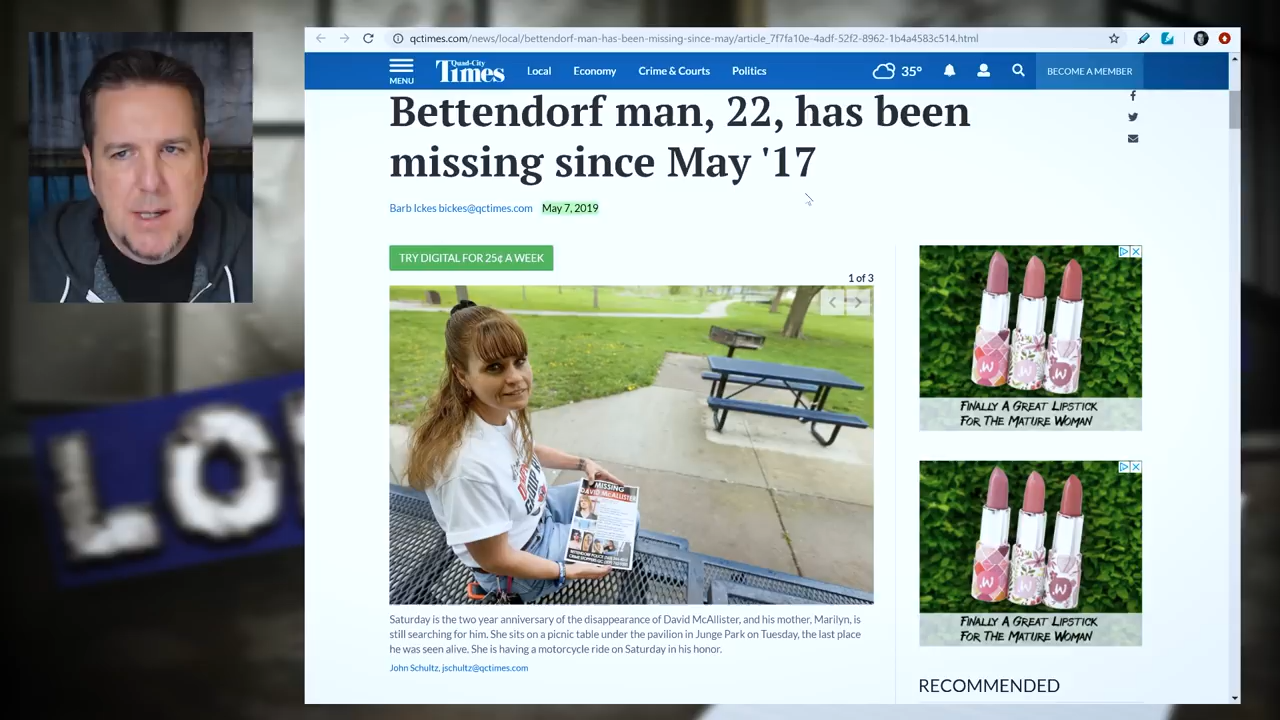 qctimes.com/news/local/bettendorf-man-has-been-missing-since-may/article_7f7fa10e-4adf-52f2-8962-1b4a4583c514.html
MENU
Quad-City
Times
Local
Economy
Crime & Courts
Politics
35°
BECOME A MEMBER
Bettendorf man, 22, has been
missing since May '17
Barb Ickes bickes@qctimes.com May 7, 2019
TRY DIGITAL FOR 25¢ A WEEK
1 of 3
MISSING
DAVID McALLISTER
Saturday is the two year anniversary of the disappearance of David McAllister, and his mother, Marilyn, is
still searching for him. She sits on a picnic table under the pavilion in Junge Park on Tuesday, the last place
he was seen alive. She is having a motorcycle ride on Saturday in his honor.
John Schultz, jschultz@qctimes.com
W W
FINALLY A GREAT LIPSTICK
FOR THE MATURE WOMAN
W W
FINALLY A GREAT LIPSTICK
FOR THE MATURE WOMAN
RECOMMENDED
LO